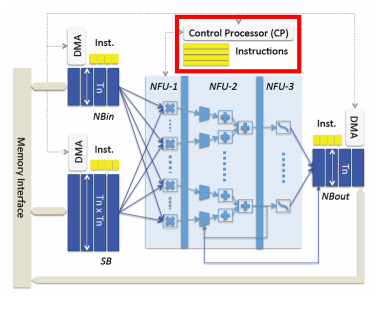 Control Processor (CP)
Instructions
DMA
Inst.
Tn
NBin
NFU-1
NFU-2
NFU-3
DMA
Inst.
Tn x Tn
SB
Inst.
DMA
Tn
NBout
Memory Interface